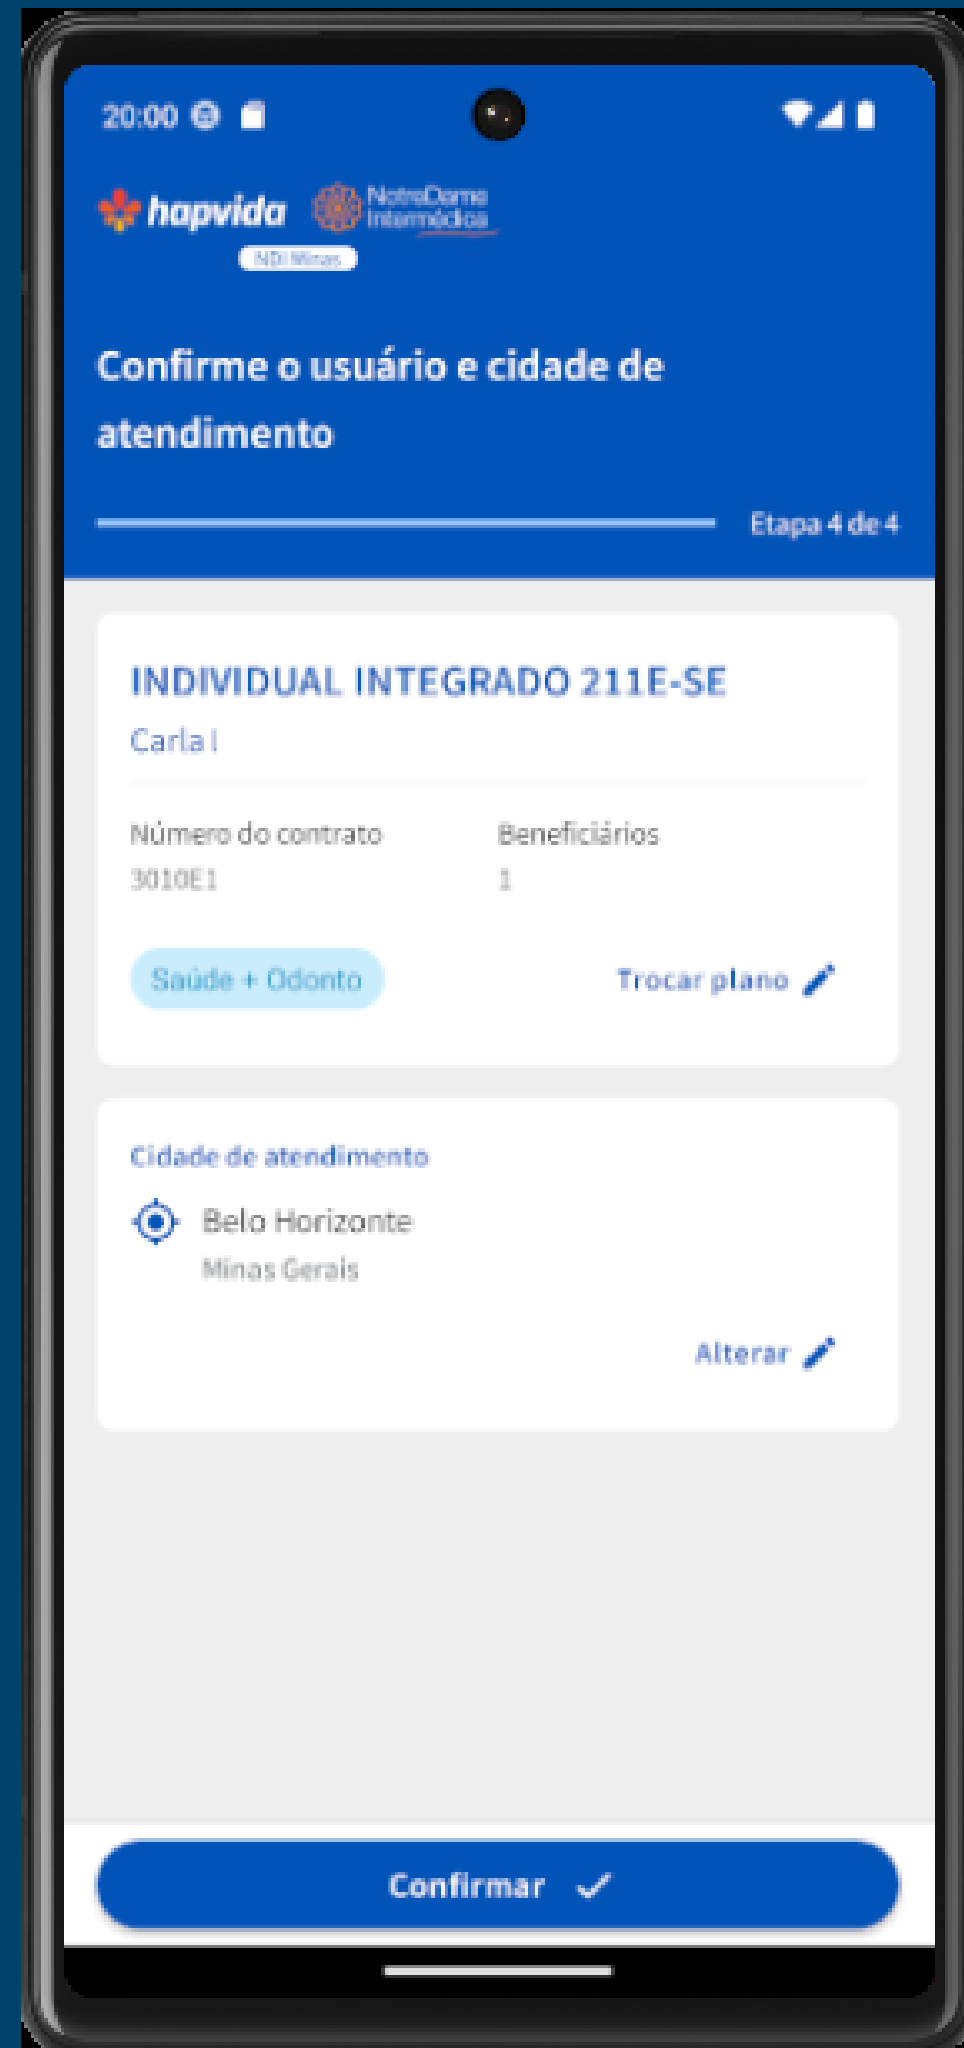 20:00
hapvida
NotreDame
Intermédica
NDI Minas
Confirme o usuário e cidade de
atendimento
Etapa 4 de 4
INDIVIDUAL INTEGRADO 211E-SE
Carla
Número do contrato
Beneficiários
3010E1
1
Saúde + Odonto
Trocar plano
Cidade de atendimento
Belo Horizonte
Minas Gerais
Alterar
Confirmar